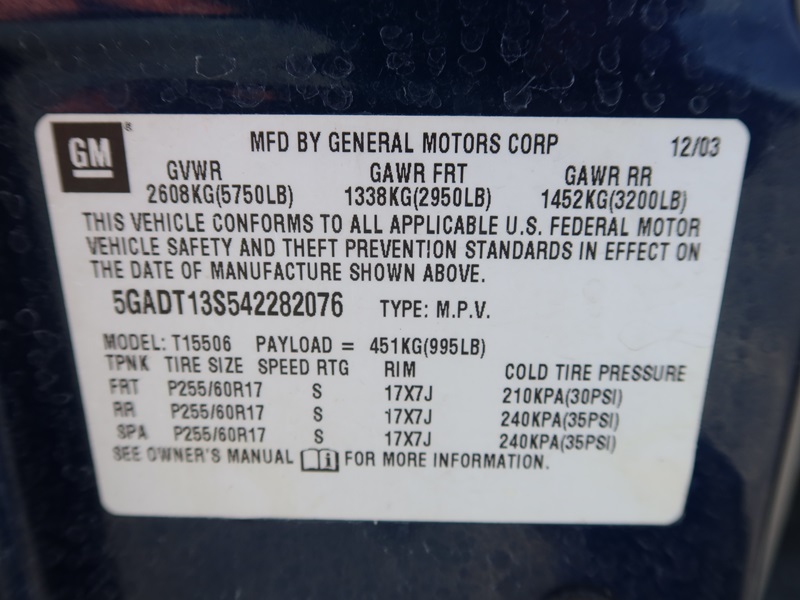 GM ®
MFD BY GENERAL MOTORS CORP 12/03
GVWR GAWR FRT GAWR RR
2608KG(5750LB) 1338KG(2950LB) 1452KG(3200LB)
THIS VEHICLE CONFORMS TO ALL APPLICABLE U.S. FEDERAL MOTOR
VEHICLE SAFETY AND THEFT PREVENTION STANDARDS IN EFFECT ON
THE DATE OF MANUFACTURE SHOWN ABOVE.
5GADT13S542282076 TYPE: M.P.V.
MODEL: T15506 PAYLOAD = 451KG(995LB)
TPNK TIRE SIZE SPEED RTG RIM COLD TIRE PRESSURE
FRT P255/60R17 S 17X7J 210KPA(30PSI)
RR P255/60R17 S 17X7J 240KPA(35PSI)
SPA P255/60R17 S 17X7J 240KPA(35PSI)
SEE OWNER'S MANUAL i FOR MORE INFORMATION.